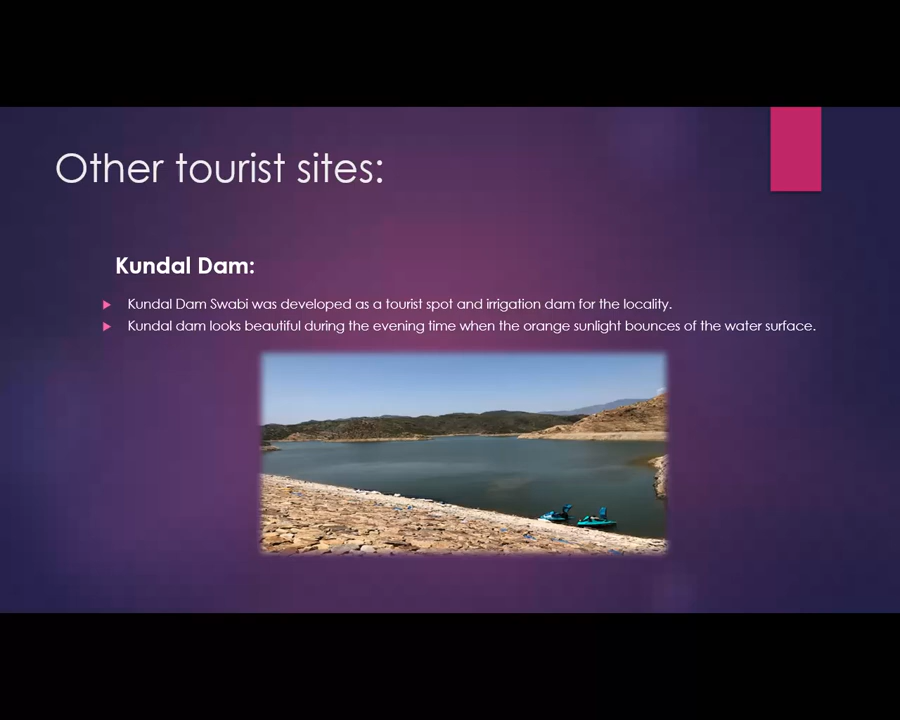 Other tourist sites:
Kundal Dam:
Kundal Dam Swabi was developed as a tourist spot and irrigation dam for the locality.
Kundal dam looks beautiful during the evening time when the orange sunlight bounces of the water surface.